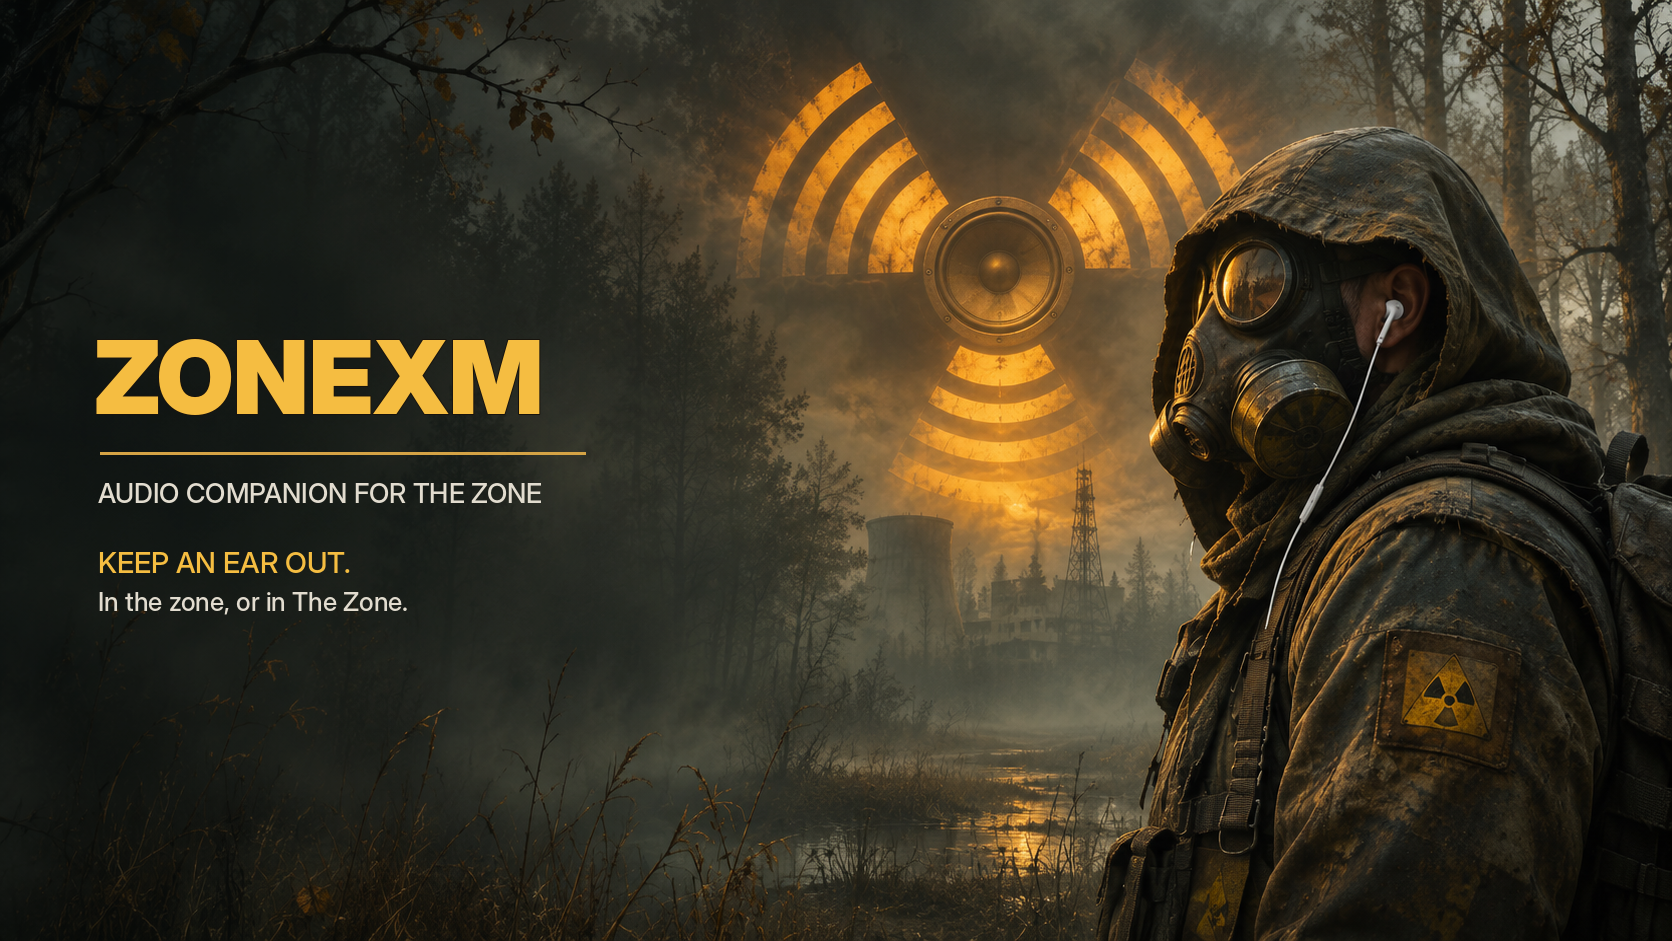 ZONEXM
AUDIO COMPANION FOR THE ZONE
KEEP AN EAR OUT.
In the zone, or in The Zone.